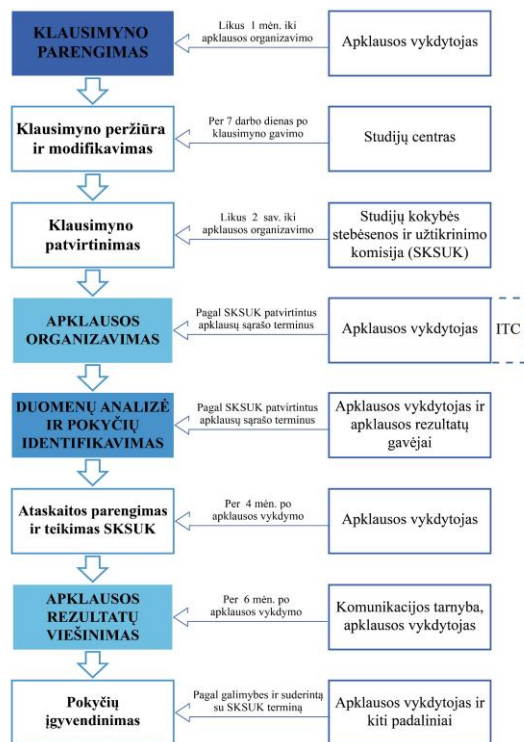 KLAUSIMYNO
PARENGIMAS
Likus 1 mėn. iki
apklausos organizavimo
Apklausos vykdytojas
Klausimyno peržiūra
ir modifikavimas
Per 7 darbo dienas po
klausimyno gavimo
Studijų centras
Klausimyno
patvirtinimas
Likus 2 sav. iki
apklausos organizavimo
Studijų kokybės
stebėsenos ir užtikrinimo
komisija (SKSUK)
APKLAUSOS
ORGANIZAVIMAS
Pagal SKSUK patvirtintus
apklausų sąrašo terminus
Apklausos vykdytojas
ITC
DUOMENŲ ANALIZĖ
IR POKYČIŲ
IDENTIFIKAVIMAS
Pagal SKSUK patvirtintus
apklausų sąrašo terminus
Apklausos vykdytojas ir
apklausos rezultatų
gavėjai
Ataskaitos parengimas
ir teikimas SKSUK
Per 4 mėn. po
apklausos vykdymo
Apklausos vykdytojas
APKLAUSOS
REZULTATŲ
VIEŠINIMAS
Per 6 mėn. po
apklausos vykdymo
Komunikacijos tarnyba,
apklausos vykdytojas
Pokyčių
įgyvendinimas
Pagal galimybes ir suderintą
su SKSUK terminą
Apklausos vykdytojas ir
kiti padaliniai